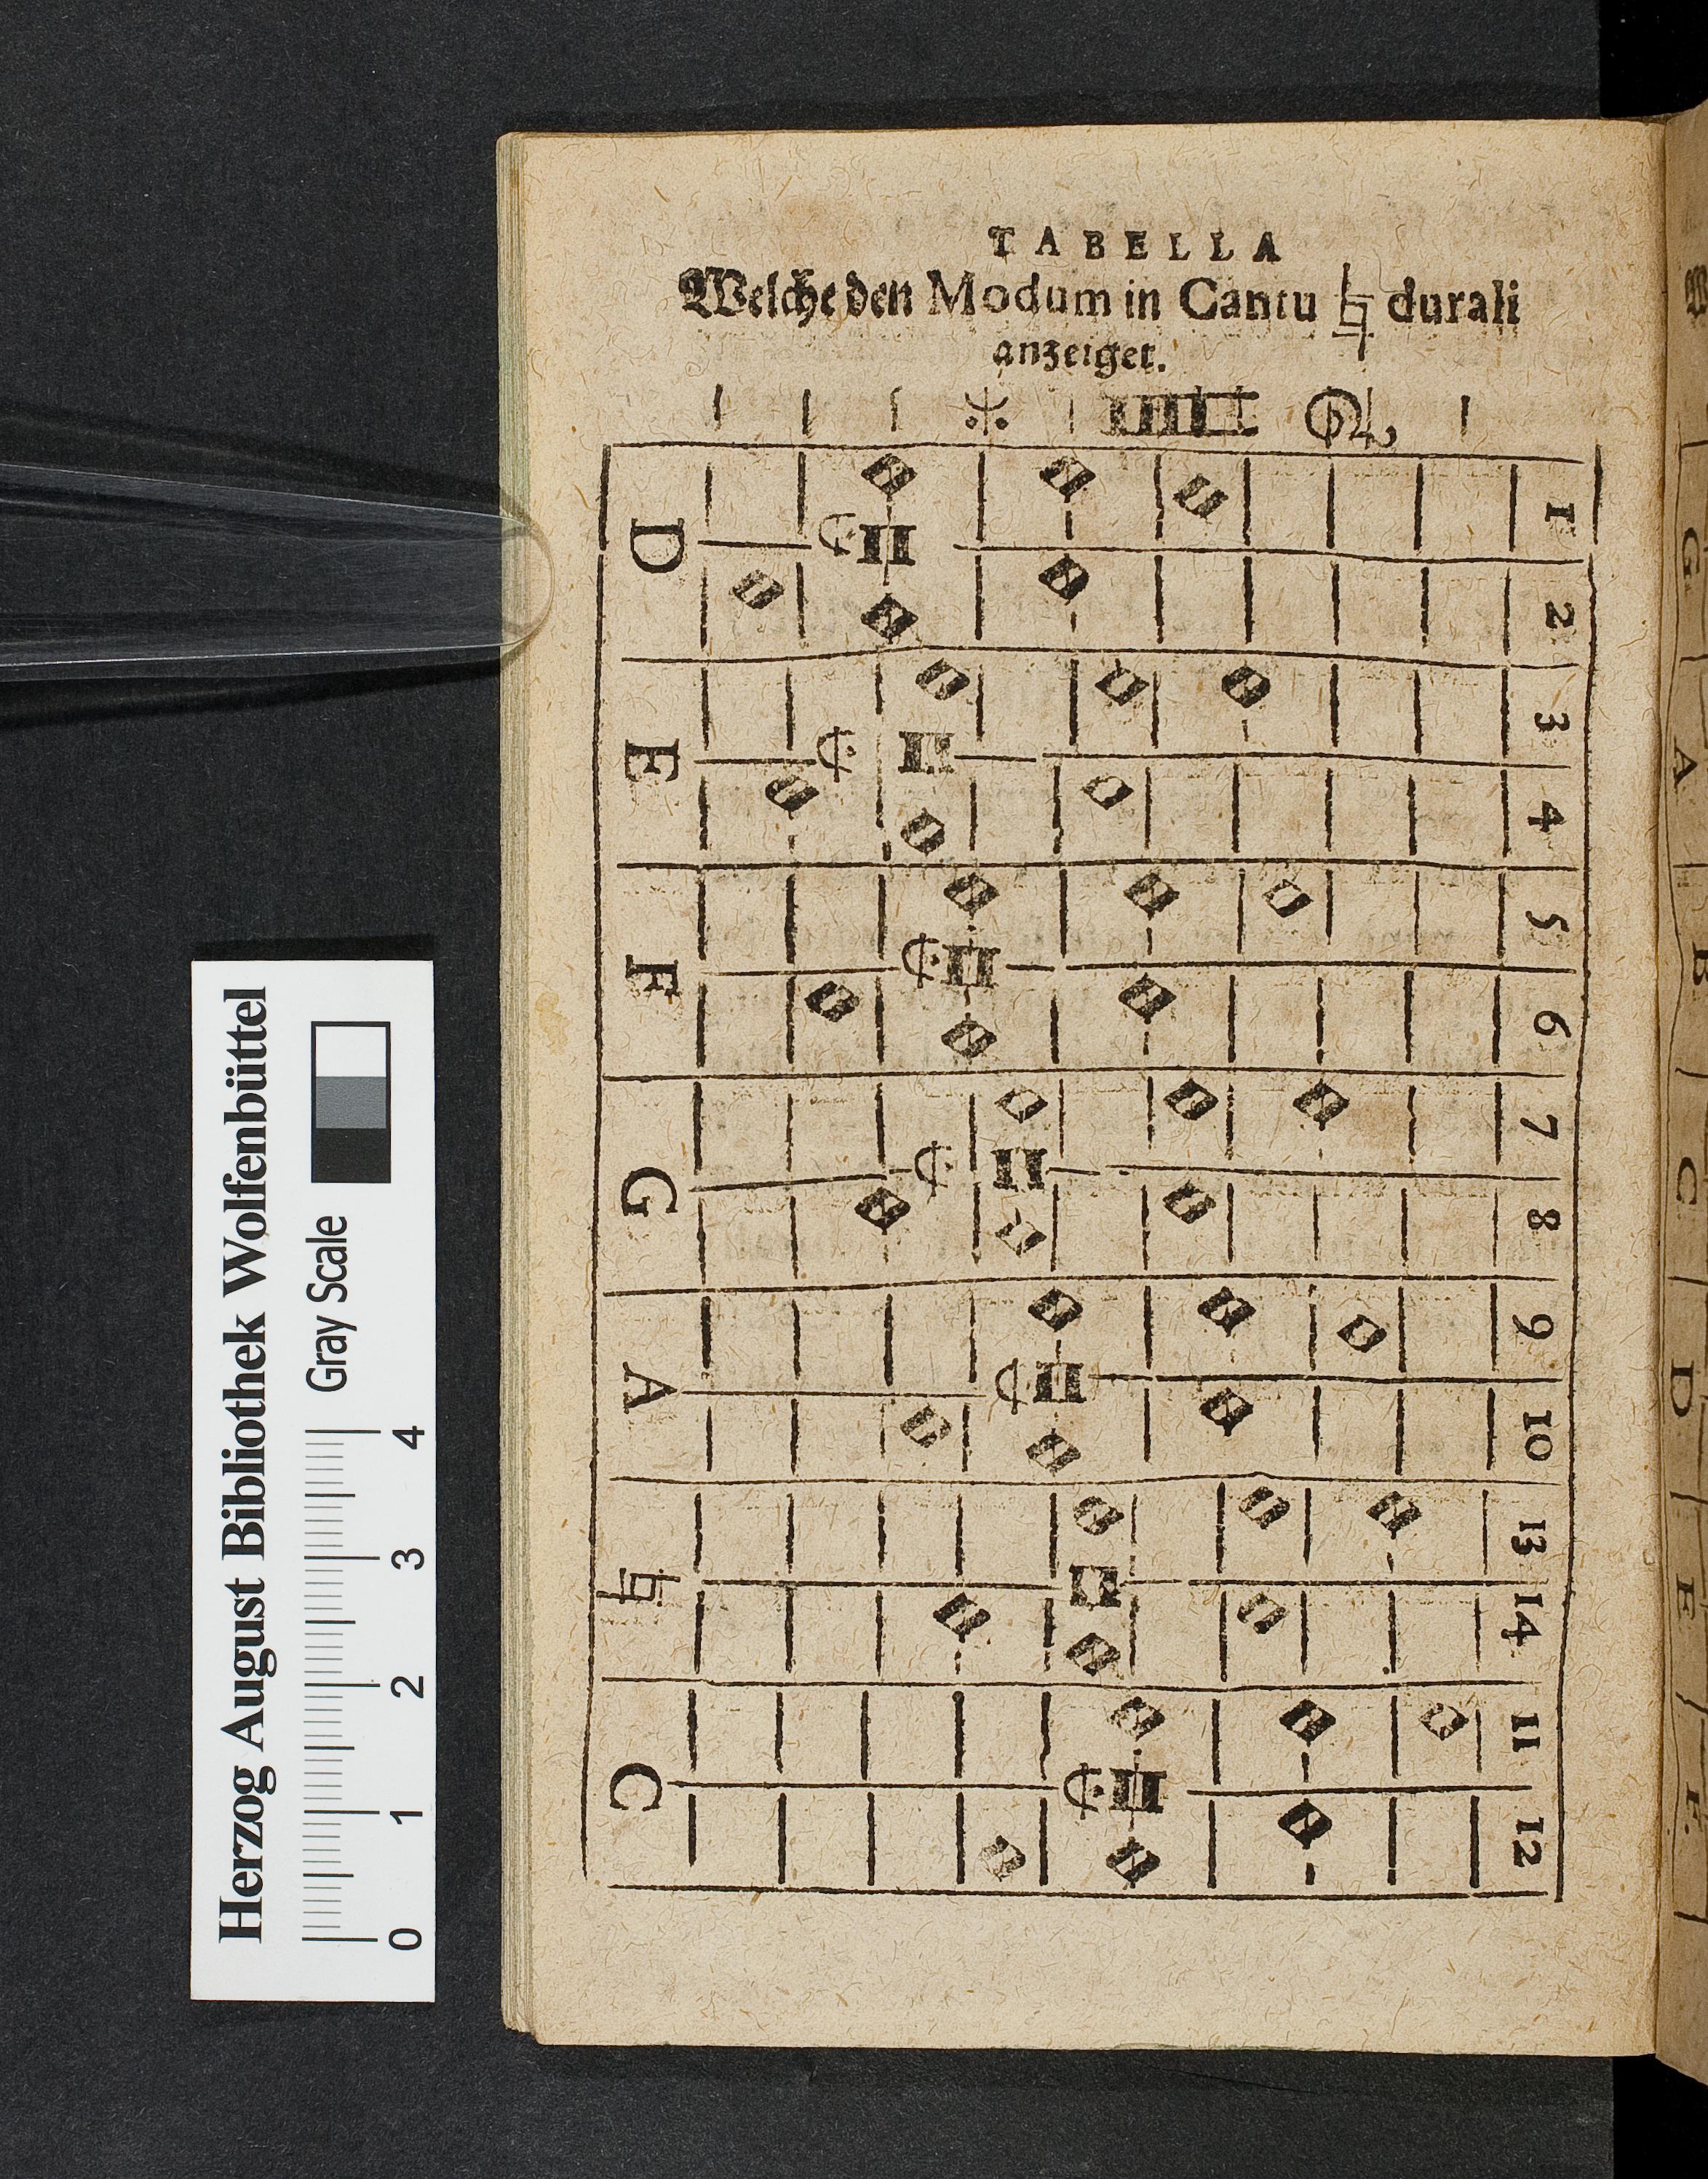 TABELLA
Welche den Modum in Cantu ♮ durali
anzeiget.
1 2 3 4 5 6 7 8 9 10 13 14 11 12
D E F G A ♮ C
G A B C D E F
Herzog August Bibliothek Wolfenbüttel
Gray Scale
0 1 2 3 4